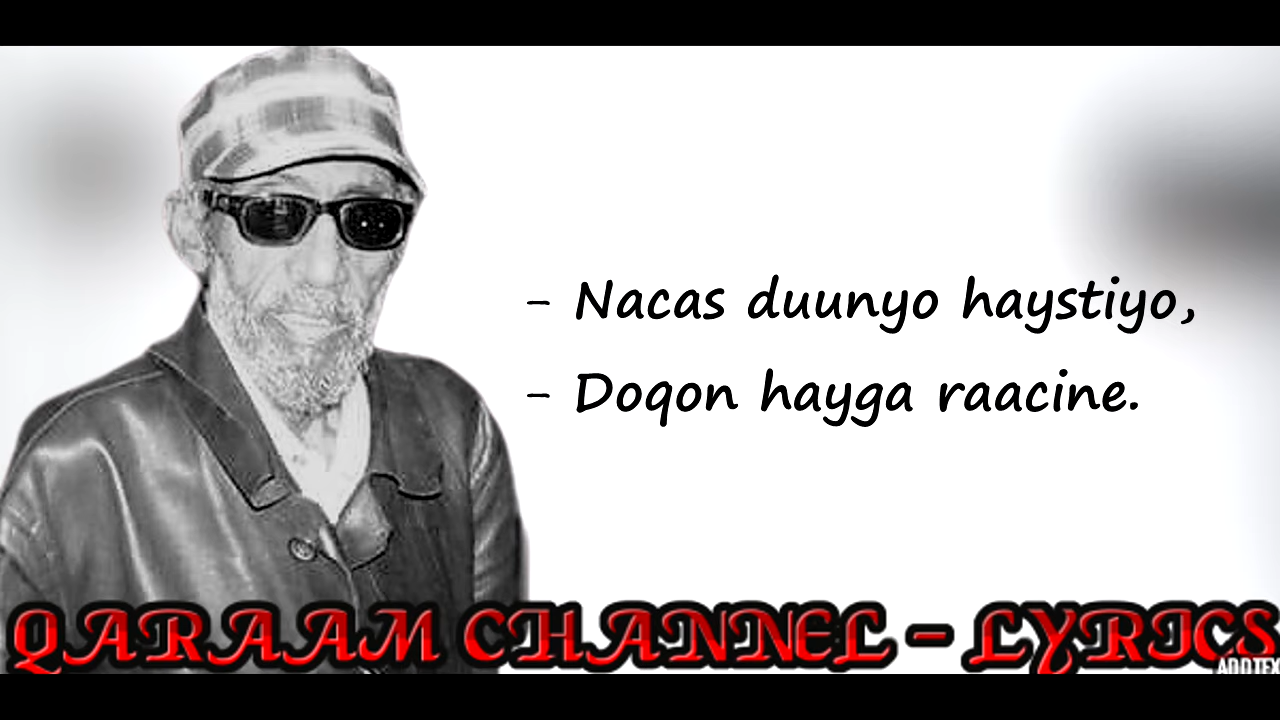 - Nacas duunyo haystiyo,
- Doqon hayga raacine.
QARAAM CHANNEL - LYRICS